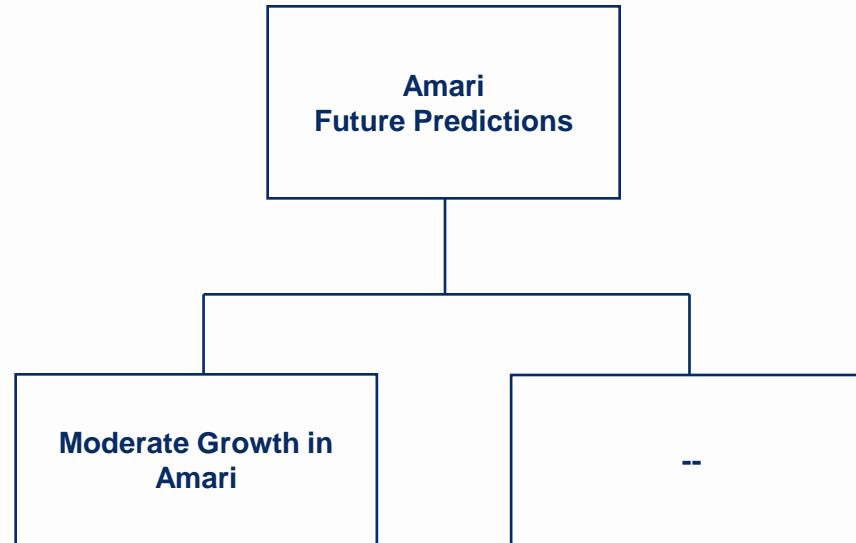 Amari
Future Predictions
Moderate Growth in
Amari
--